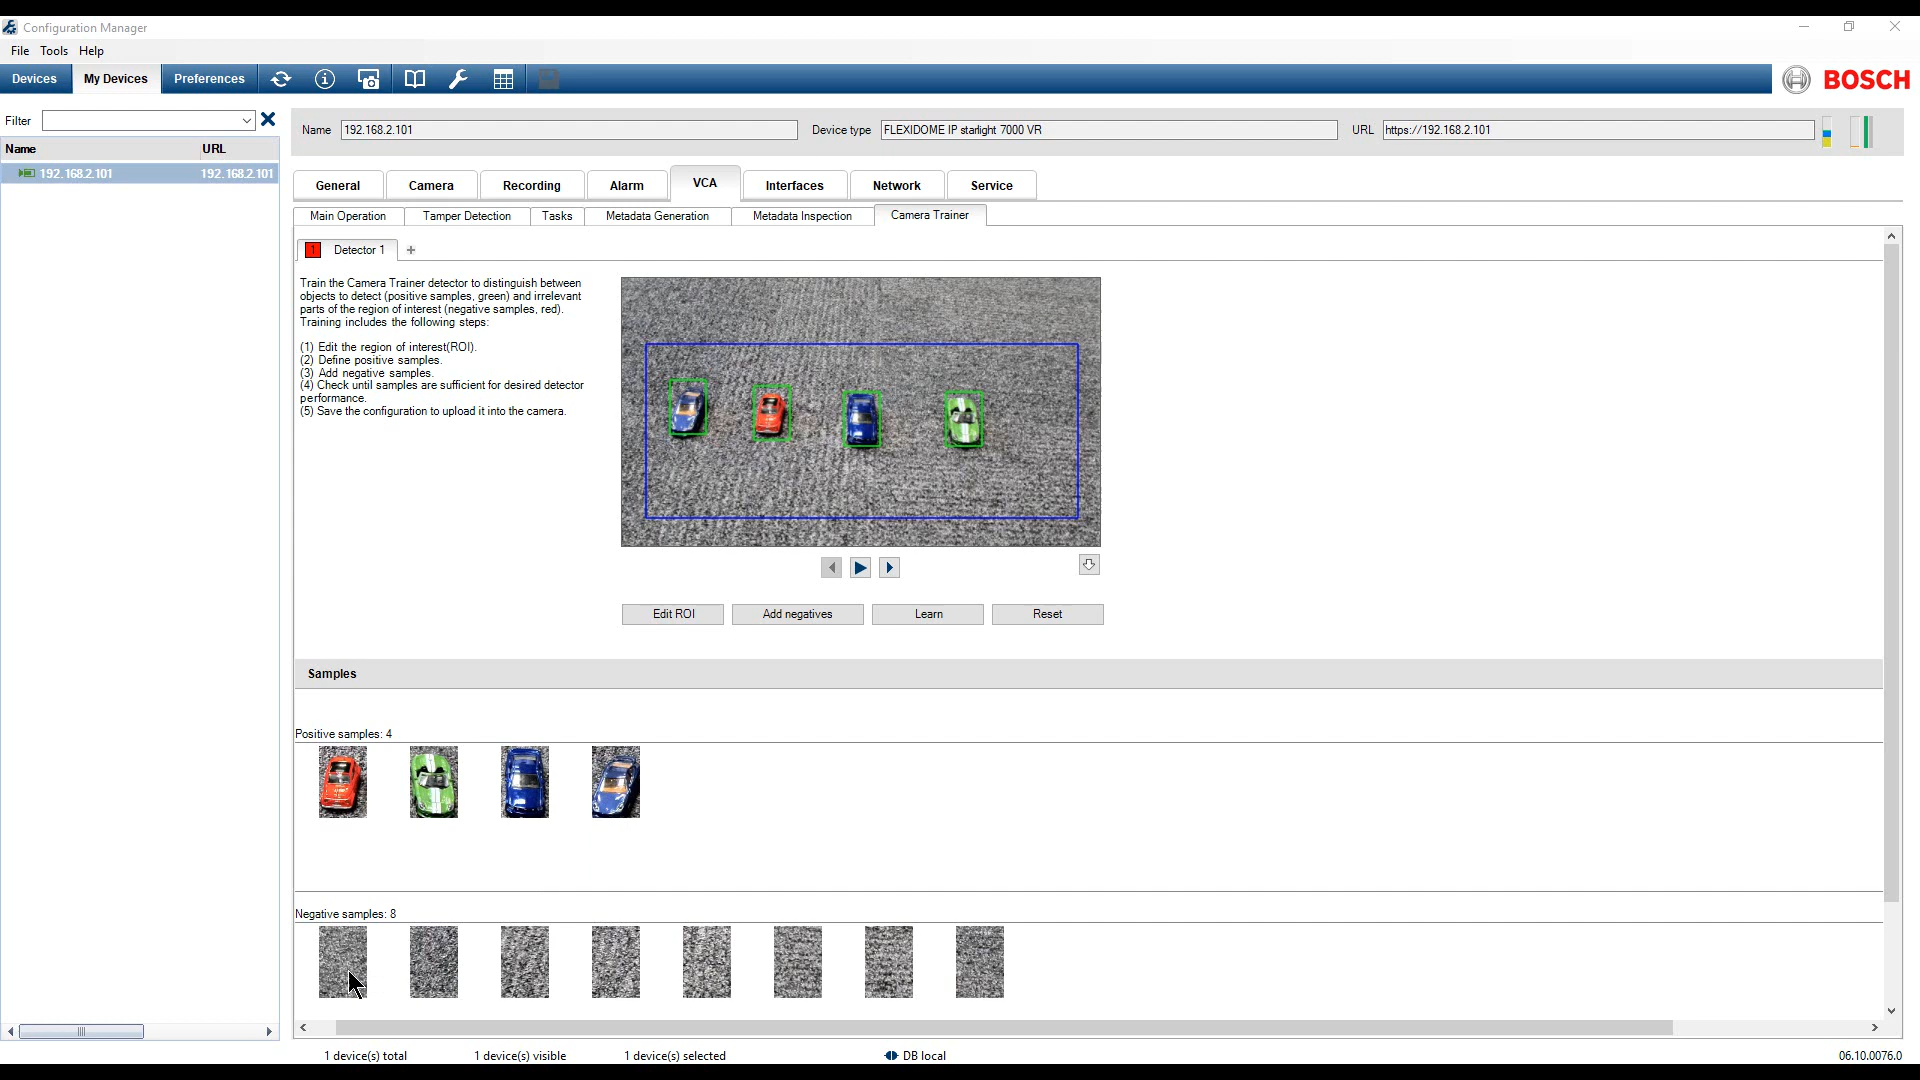 Configuration Manager
File Tools Help
Devices My Devices Preferences
BOSCH
Filter
Name URL
192.168.2.101 192.168.2.101
Name 192.168.2.101 Device type FLEXIDOME IP starlight 7000 VR URL https://192.168.2.101
General Camera Recording Alarm VCA Interfaces Network Service
Main Operation Tamper Detection Tasks Metadata Generation Metadata Inspection Camera Trainer
1 Detector 1 +
Train the Camera Trainer detector to distinguish between
objects to detect (positive samples, green) and irrelevant
parts of the region of interest (negative samples, red).
Training includes the following steps:
(1) Edit the region of interest(ROI).
(2) Define positive samples.
(3) Add negative samples.
(4) Check until samples are sufficient for desired detector
performance.
(5) Save the configuration to upload it into the camera.
Edit ROI Add negatives Learn Reset
Samples
Positive samples: 4
Negative samples: 8
1 device(s) total 1 device(s) visible 1 device(s) selected DB local 06.10.0076.0